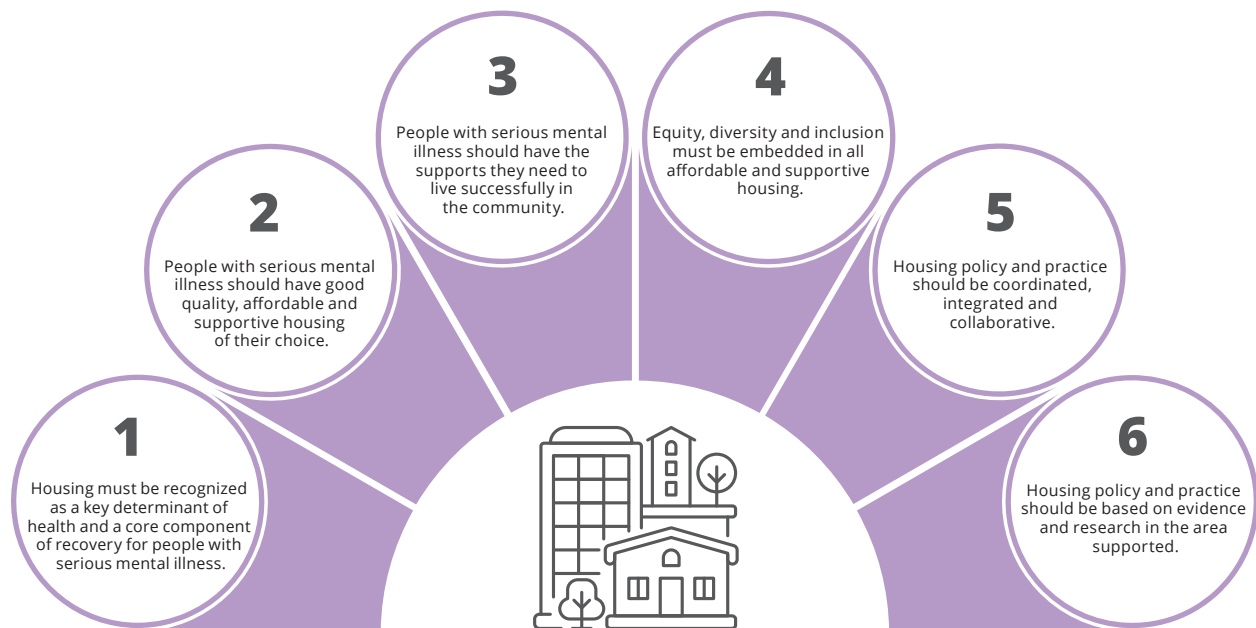 1
Housing must be recognized
as a key determinant of
health and a core component
of recovery for people with
serious mental illness.
2
People with serious mental
illness should have good
quality, affordable and
supportive housing
of their choice.
3
People with serious mental
illness should have the
supports they need to
live successfully in
the community.
4
Equity, diversity and inclusion
must be embedded in all
affordable and supportive
housing.
5
Housing policy and practice
should be coordinated,
integrated and
collaborative.
6
Housing policy and practice
should be based on evidence
and research in the area
supported.